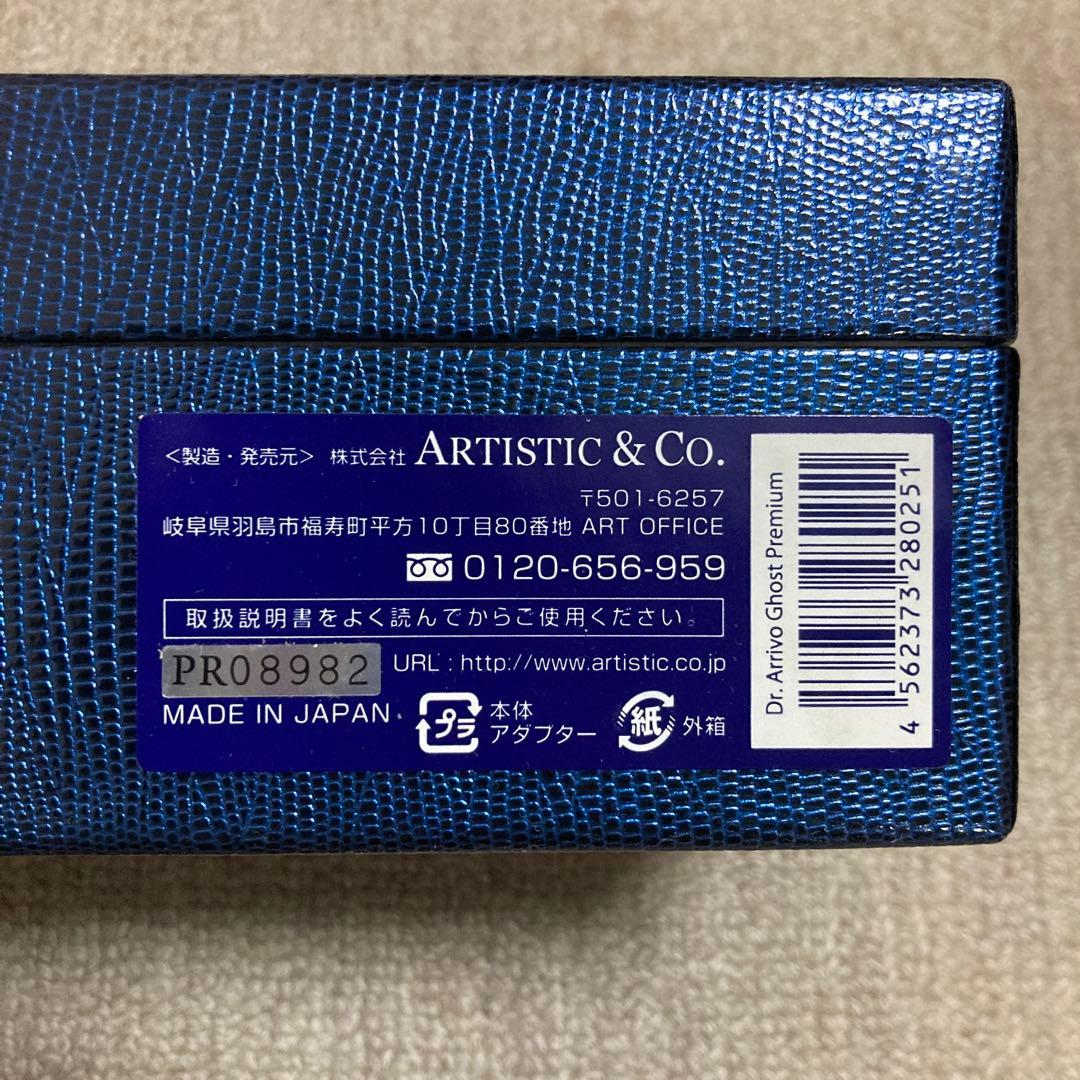 <製造・発売元> 株式会社 ARTISTIC & CO.
〒501-6257
岐阜県羽島市福寿町平方10丁目80番地 ART OFFICE
0120-656-959
取扱説明書をよく読んでからご使用ください。
PR08982 URL : http://www.artistic.co.jp
MADE IN JAPAN
プラ 本体 アダプター
紙 外箱
Dr. Arrivo Ghost Premium
4 562373 280251